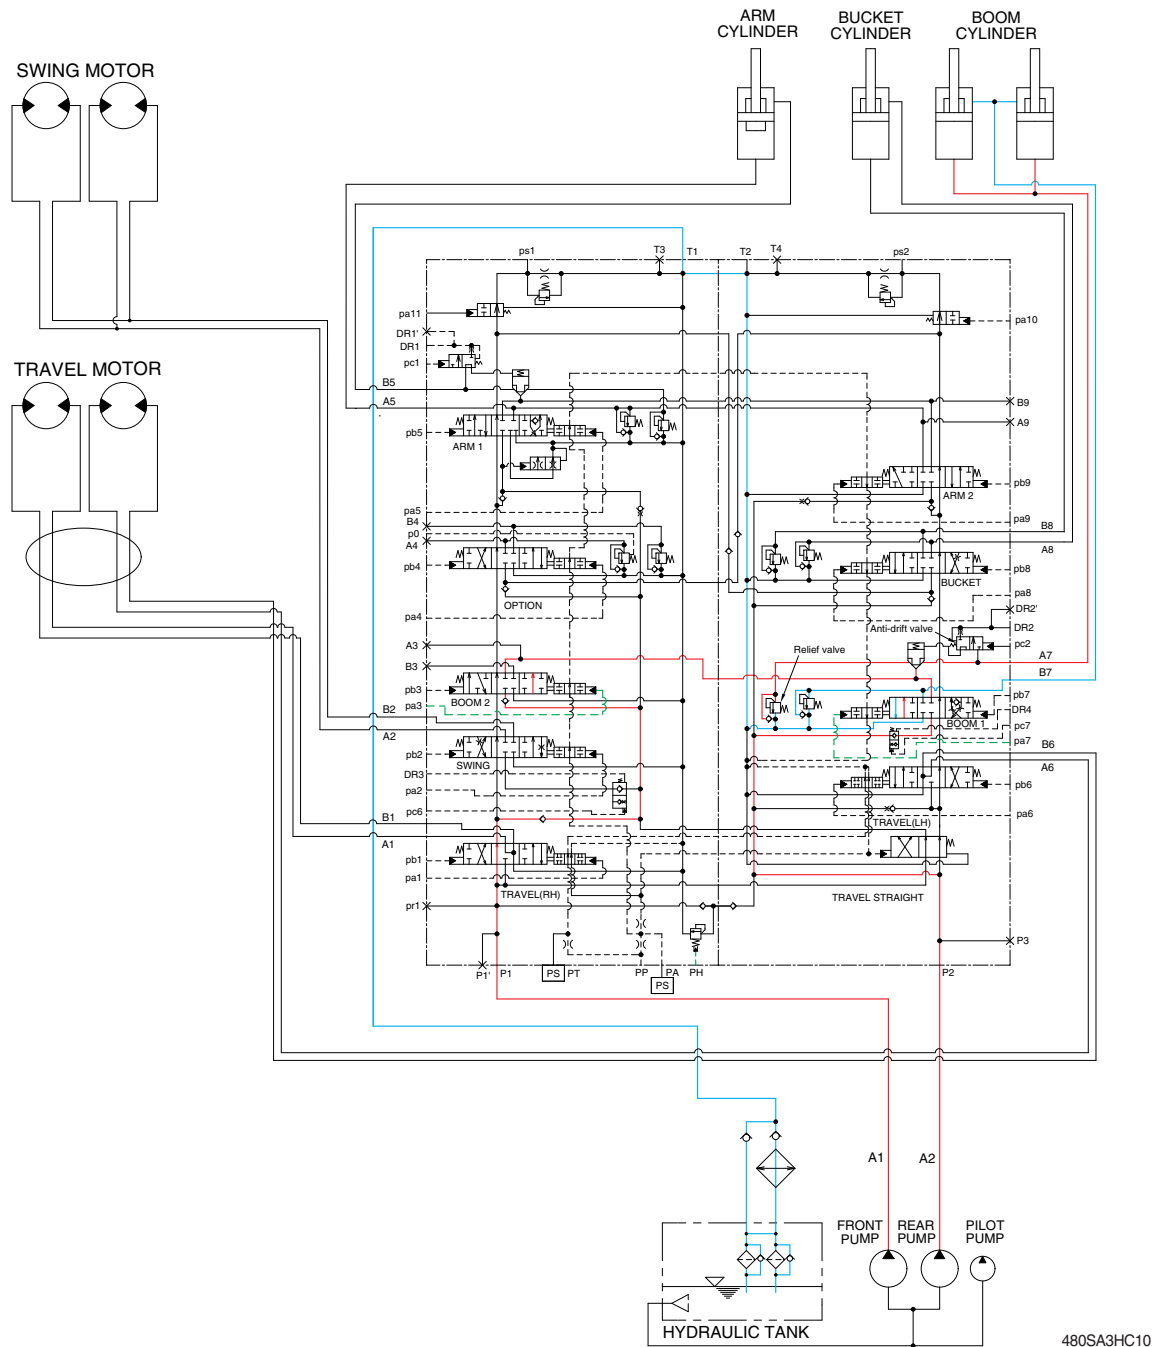 ARM
CYLINDER
BUCKET
CYLINDER
BOOM
CYLINDER
SWING MOTOR
TRAVEL MOTOR
ps1
T3
T1
T2
T4
ps2
pa11
pa10
DR1'
DR1
pc1
B5
A5
B9
A9
pb5
ARM 1
ARM 2
pb9
pa5
pa9
B4
p0
A4
B8
A8
pb4
OPTION
BUCKET
pb8
pa8
pa4
DR2'
Anti-drift valve
DR2
A3
Relief valve
pc2
A7
B3
B7
pb3
BOOM 2
pa3
BOOM 1
pb7
DR4
B2
pc7
A2
pa7
pb2
SWING
B6
A6
DR3
pa2
pb6
pc6
B1
TRAVEL(LH)
pa6
A1
pb1
pa1
TRAVEL(RH)
TRAVEL STRAIGHT
pr1
P3
P1'
P1
PS
PT
PP
PA
PS
PH
P2
A1
A2
FRONT
PUMP
REAR
PUMP
PILOT
PUMP
HYDRAULIC TANK
480SA3HC10